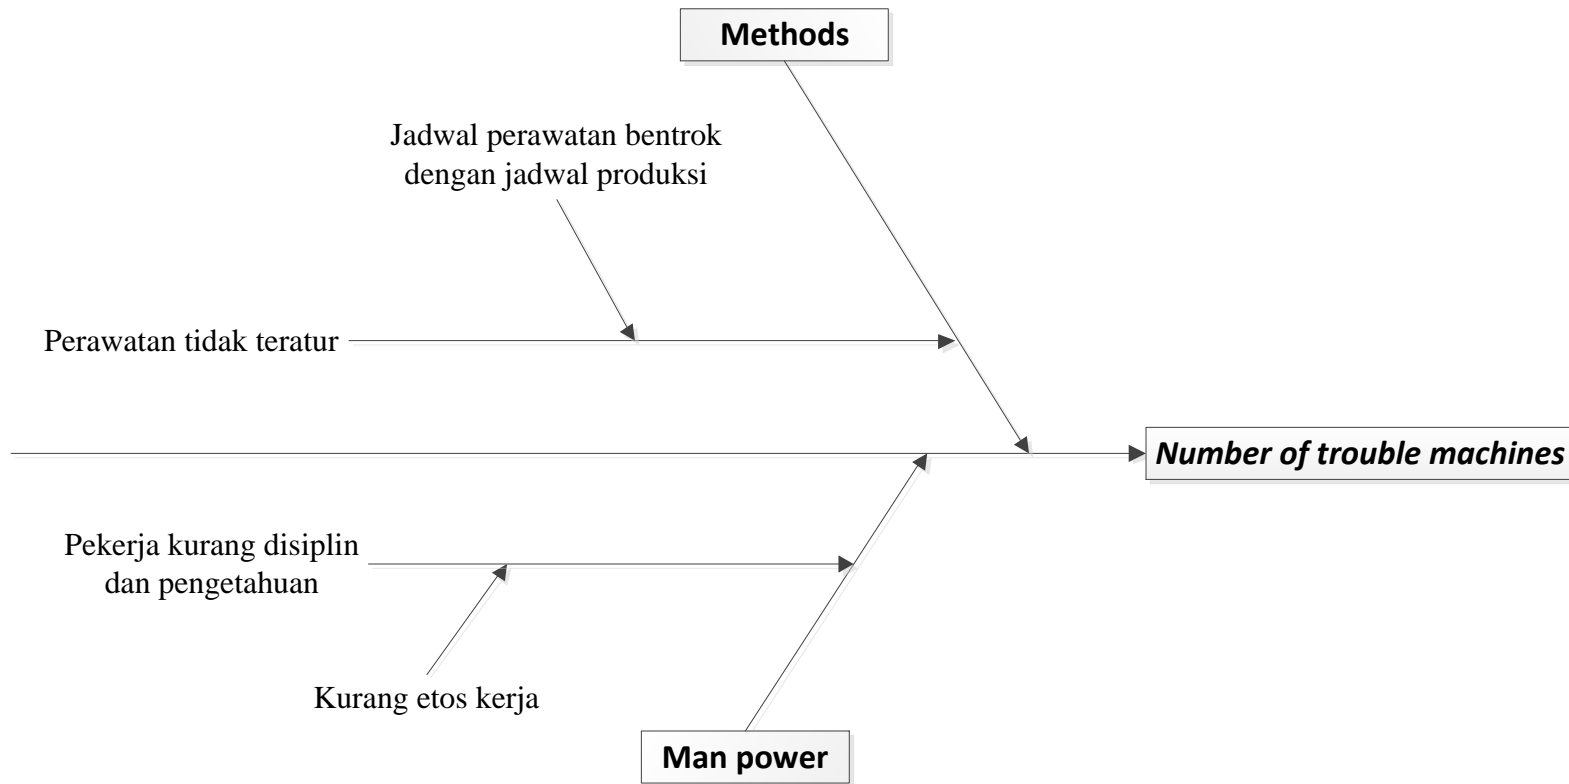 Methods
Jadwal perawatan bentrok
dengan jadwal produksi
Perawatan tidak teratur
Number of trouble machines
Pekerja kurang disiplin
dan pengetahuan
Kurang etos kerja
Man power